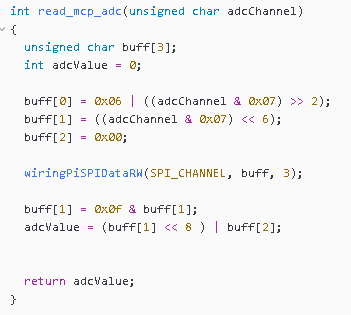 int read_mcp_adc(unsigned char adcChannel)
{
  unsigned char buff[3];
  int adcValue = 0;

  buff[0] = 0x06 | ((adcChannel & 0x07) >> 2);
  buff[1] = ((adcChannel & 0x07) << 6);
  buff[2] = 0x00;

  wiringPiSPIDataRW(SPI_CHANNEL, buff, 3);

  buff[1] = 0x0f & buff[1];
  adcValue = (buff[1] << 8 ) | buff[2];


  return adcValue;
}